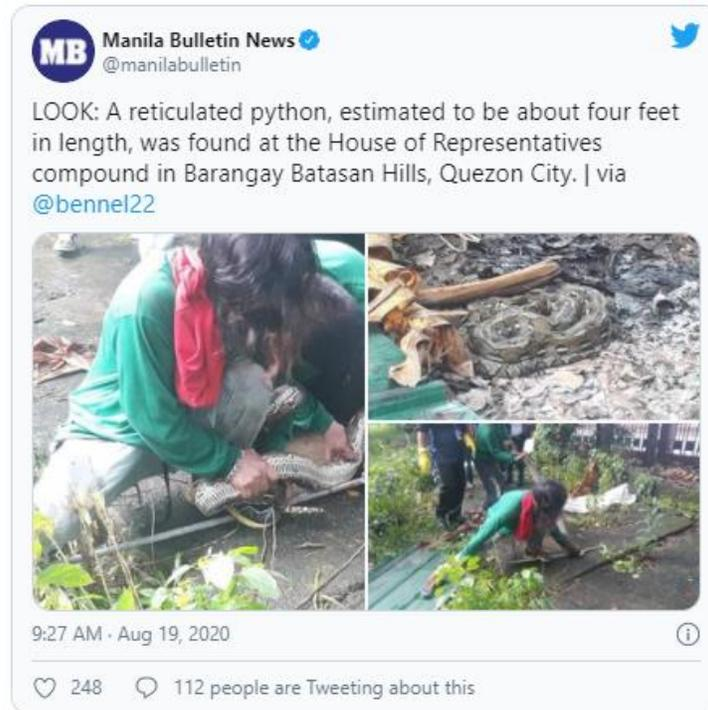 MB
Manila Bulletin News
@manilabulletin
LOOK: A reticulated python, estimated to be about four feet
in length, was found at the House of Representatives
compound in Barangay Batasan Hills, Quezon City. | via
@bennel22
9:27 AM · Aug 19, 2020
248 112 people are Tweeting about this